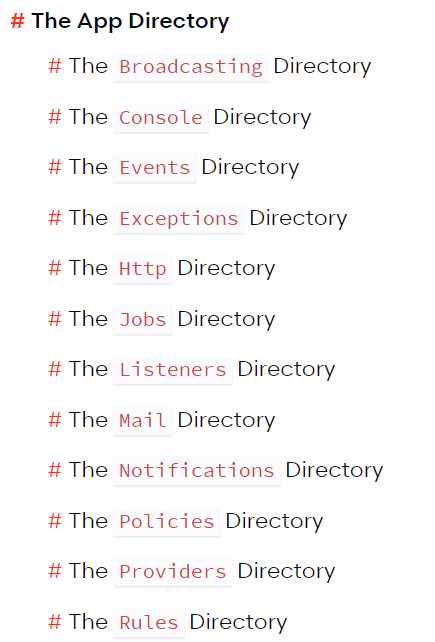 # The App Directory
# The Broadcasting Directory
# The Console Directory
# The Events Directory
# The Exceptions Directory
# The Http Directory
# The Jobs Directory
# The Listeners Directory
# The Mail Directory
# The Notifications Directory
# The Policies Directory
# The Providers Directory
# The Rules Directory